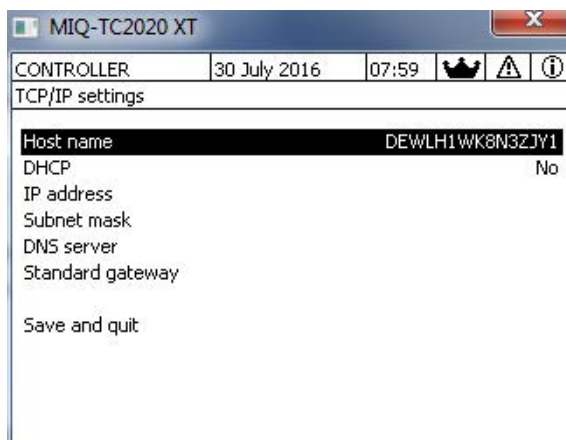 MIQ-TC2020 XT
CONTROLLER 30 July 2016 07:59
TCP/IP settings
Host name DEWLH1WK8N3ZJY1
DHCP No
IP address
Subnet mask
DNS server
Standard gateway
Save and quit